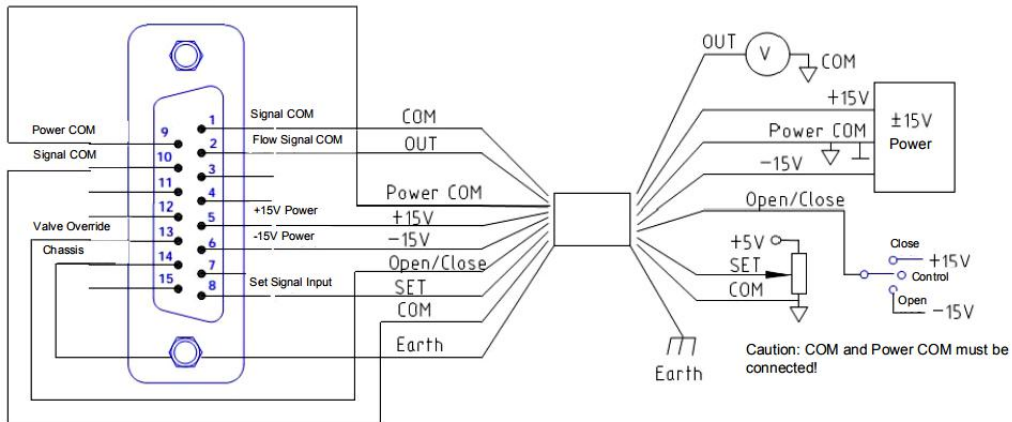 Power COM
Signal COM
Valve Override
Chassis
9
10
11
12
13
14
15
1
2
3
4
5
6
7
8
Signal COM
Flow Signal COM
+15V Power
-15V Power
Set Signal Input
COM
OUT
Power COM
+15V
-15V
Open/Close
SET
COM
Earth
OUT
V
COM
+15V
Power COM
-15V
±15V
Power
Open/Close
+5V
SET
COM
Close
+15V
Control
Open
-15V
Earth
Caution: COM and Power COM must be
connected!